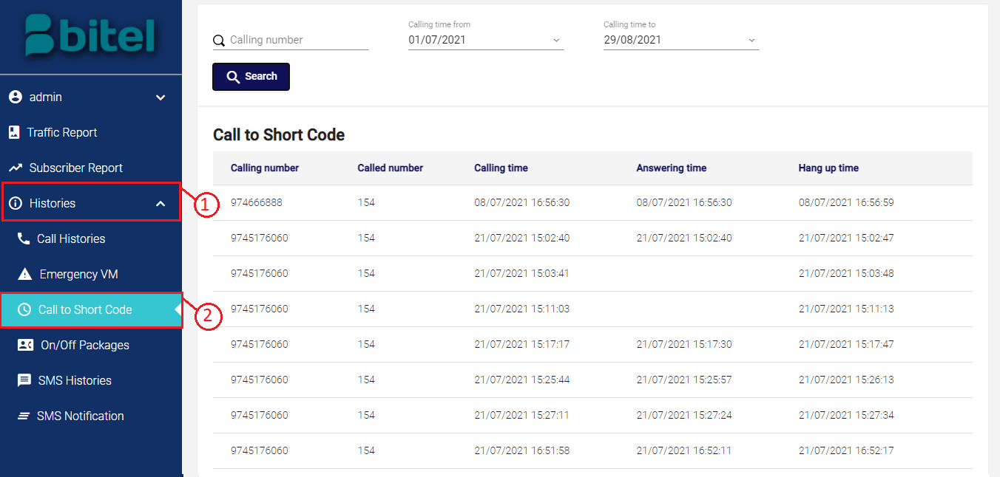 bitel
admin
Traffic Report
Subscriber Report
Histories
1
Call Histories
Emergency VM
Call to Short Code
2
On/Off Packages
SMS Histories
SMS Notification
Calling number
Calling time from
01/07/2021
Calling time to
29/08/2021
Search
Call to Short Code
Calling number Called number Calling time Answering time Hang up time
974666888 154 08/07/2021 16:56:30 08/07/2021 16:56:30 08/07/2021 16:56:59
9745176060 154 21/07/2021 15:02:40 21/07/2021 15:02:40 21/07/2021 15:02:47
9745176060 154 21/07/2021 15:03:41 21/07/2021 15:03:48
9745176060 154 21/07/2021 15:11:03 21/07/2021 15:11:13
9745176060 154 21/07/2021 15:17:17 21/07/2021 15:17:30 21/07/2021 15:17:47
9745176060 154 21/07/2021 15:25:44 21/07/2021 15:25:57 21/07/2021 15:26:13
9745176060 154 21/07/2021 15:27:11 21/07/2021 15:27:24 21/07/2021 15:27:34
9745176060 154 21/07/2021 16:51:58 21/07/2021 16:52:11 21/07/2021 16:52:17